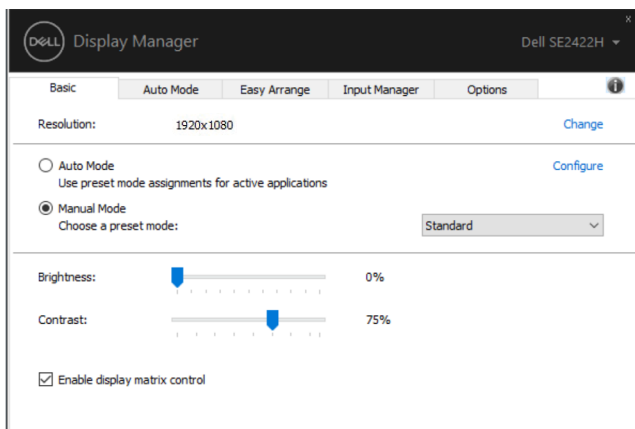 DELL Display Manager Dell SE2422H
Basic Auto Mode Easy Arrange Input Manager Options
Resolution: 1920x1080 Change
Auto Mode Configure
Use preset mode assignments for active applications
Manual Mode
Choose a preset mode: Standard
Brightness: 0%
Contrast: 75%
Enable display matrix control